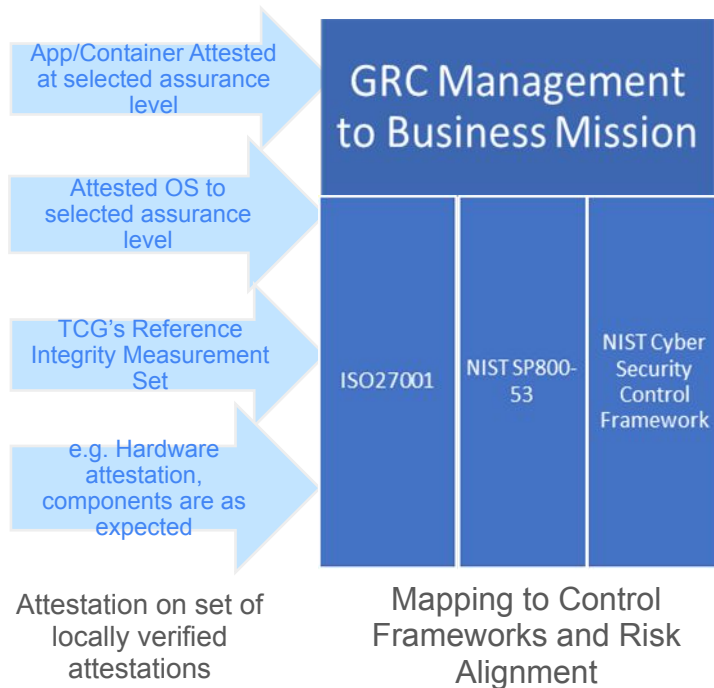 App/Container Attested
at selected assurance
level
Attested OS to
selected assurance
level
TCG's Reference
Integrity Measurement
Set
e.g. Hardware
attestation,
components are as
expected
Attestation on set of
locally verified
attestations
GRC Management
to Business Mission
ISO27001
NIST SP800-
53
NIST Cyber
Security
Control
Framework
Mapping to Control
Frameworks and Risk
Alignment